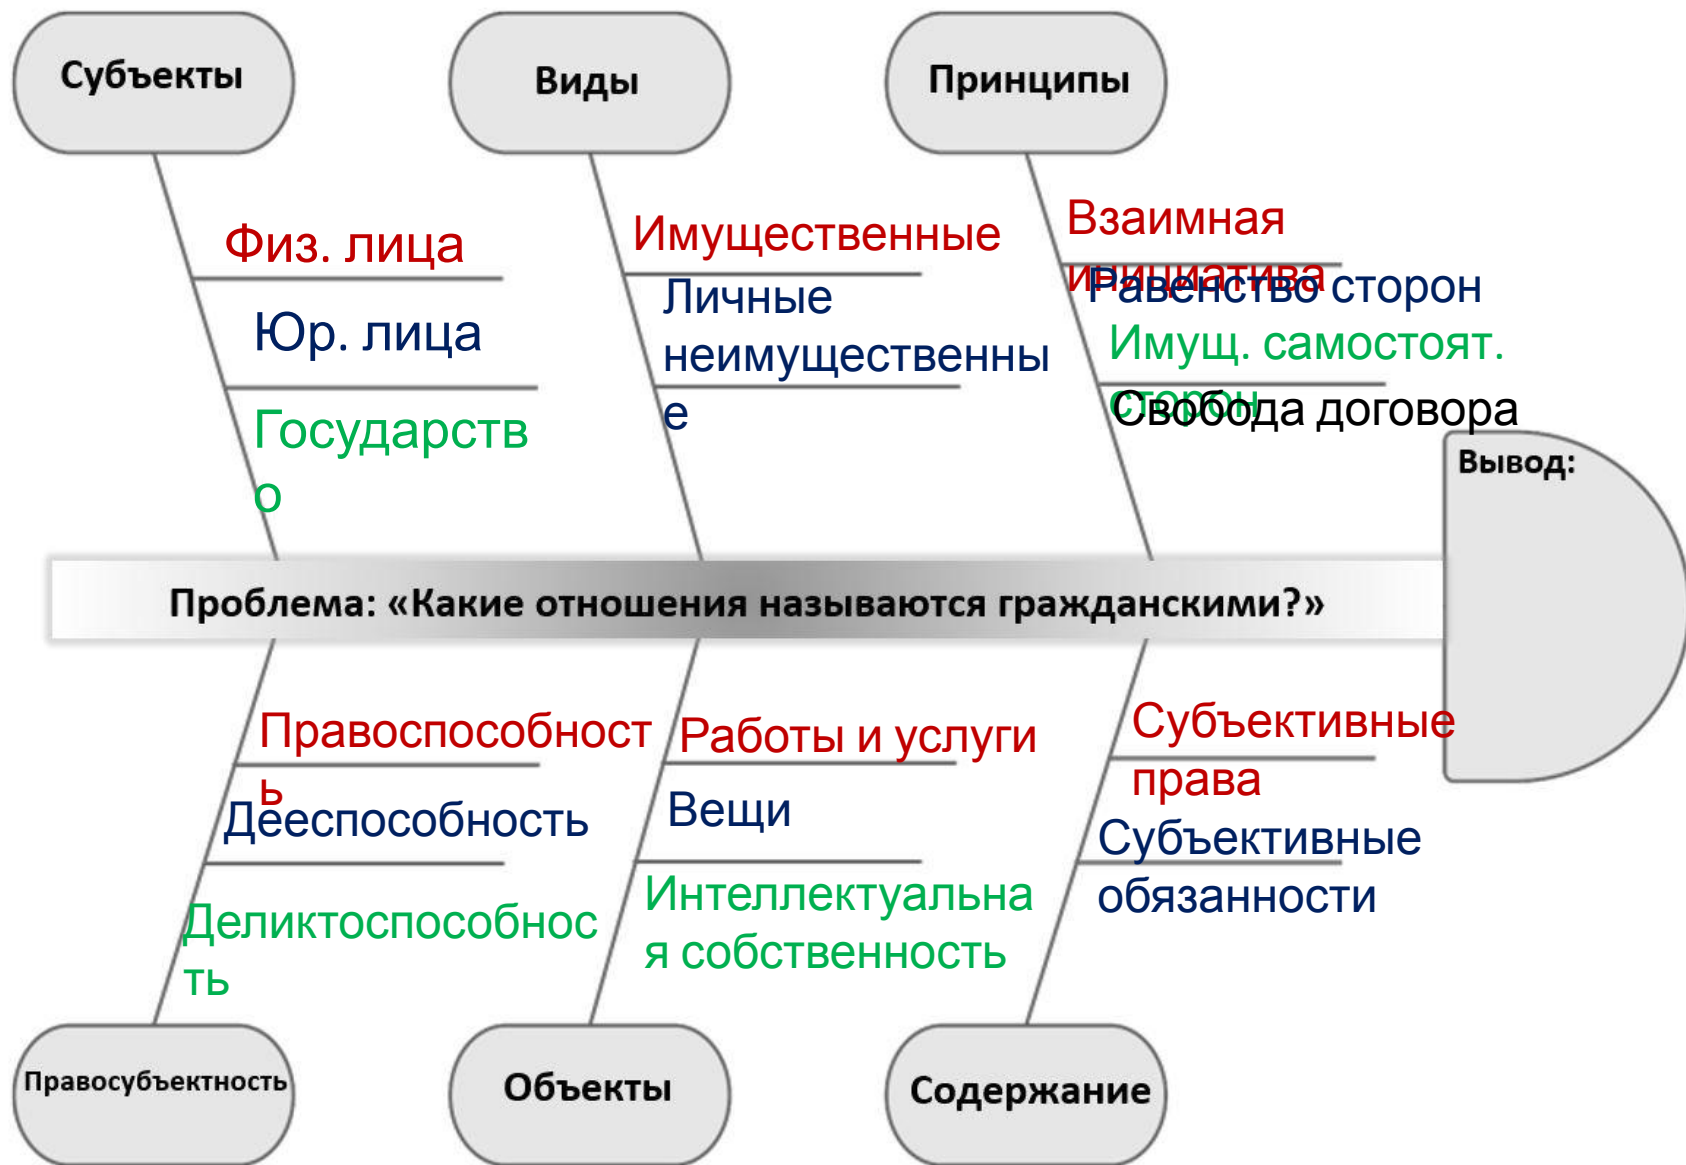 Субъекты
Виды
Принципы
Физ. лица
Юр. лица
Государств
о
Имущественные
Личные
неимущественны
е
Взаимная
инициатива
Равенство сторон
Имущ. самостоят.
сторон
Свобода договора
Вывод:
Проблема: «Какие отношения называются гражданскими?»
Правоспособност
ь
Дееспособность
Деликтоспособнос
ть
Работы и услуги
Вещи
Интеллектуальна
я собственность
Субъективные
права
Субъективные
обязанности
Правосубъектность
Объекты
Содержание